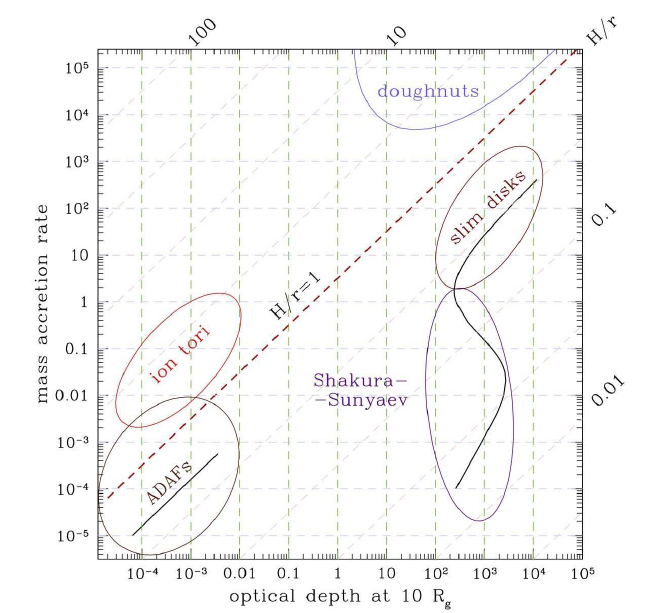 100
10
H/r
10⁵
doughnuts
10⁴
10³
slim disks
10²
0.1
10
mass accretion rate
H/r=1
1
ion tori
0.1
Shakura-
-Sunyaev
0.01
0.01
10⁻³
ADAFs
10⁻⁴
10⁻⁵
10⁻⁴ 10⁻³ 0.01 0.1 1 10 10² 10³ 10⁴ 10⁵
optical depth at 10 R_g